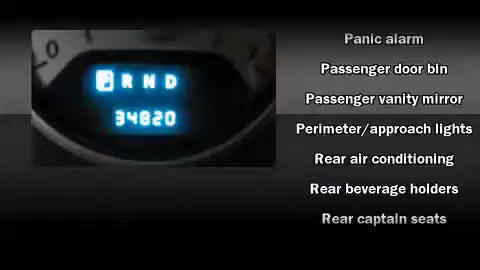 0
P R N D
34820
Panic alarm
Passenger door bin
Passenger vanity mirror
Perimeter/approach lights
Rear air conditioning
Rear beverage holders
Rear captain seats